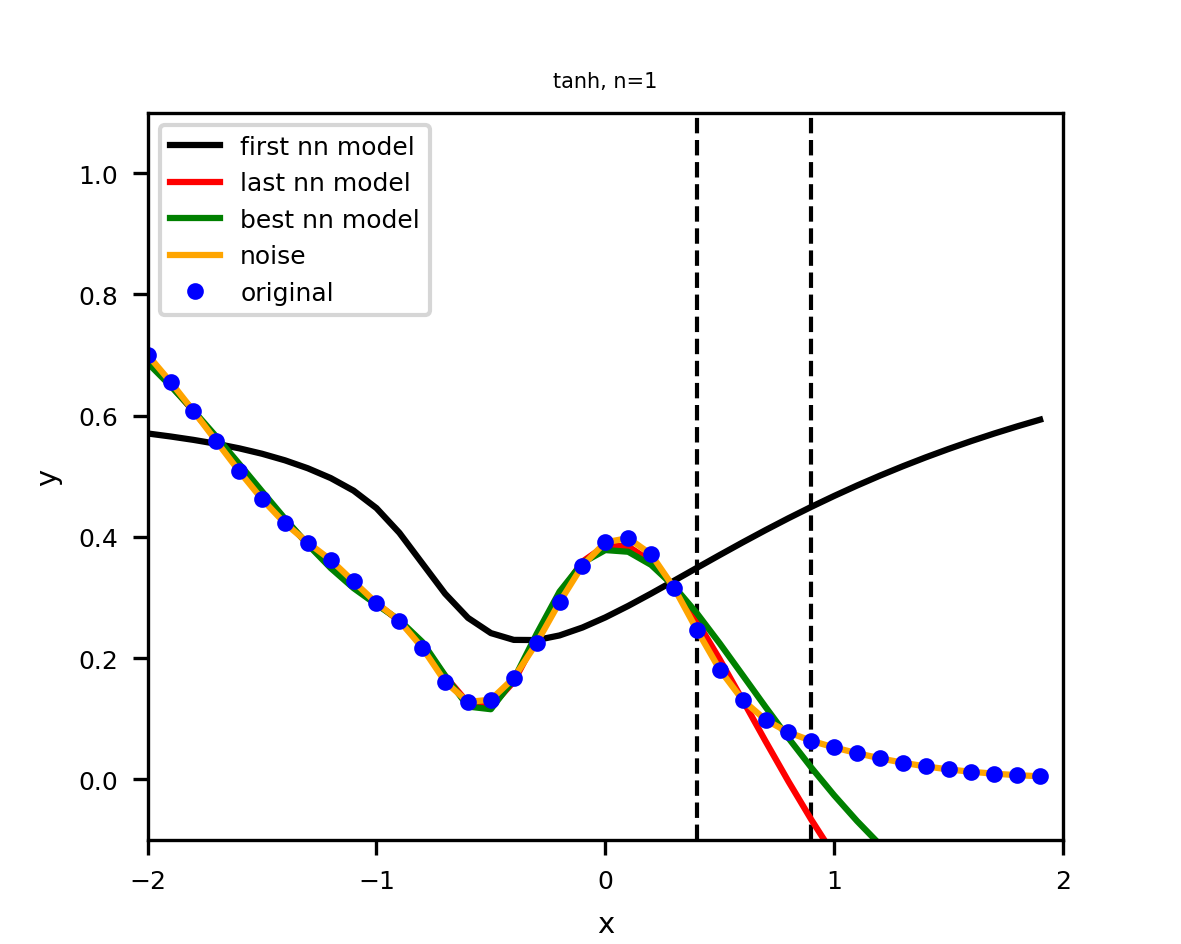 tanh, n=1
first nn model
last nn model
best nn model
noise
original
y
1.0
0.8
0.6
0.4
0.2
0.0
−2
−1
0
1
2
x